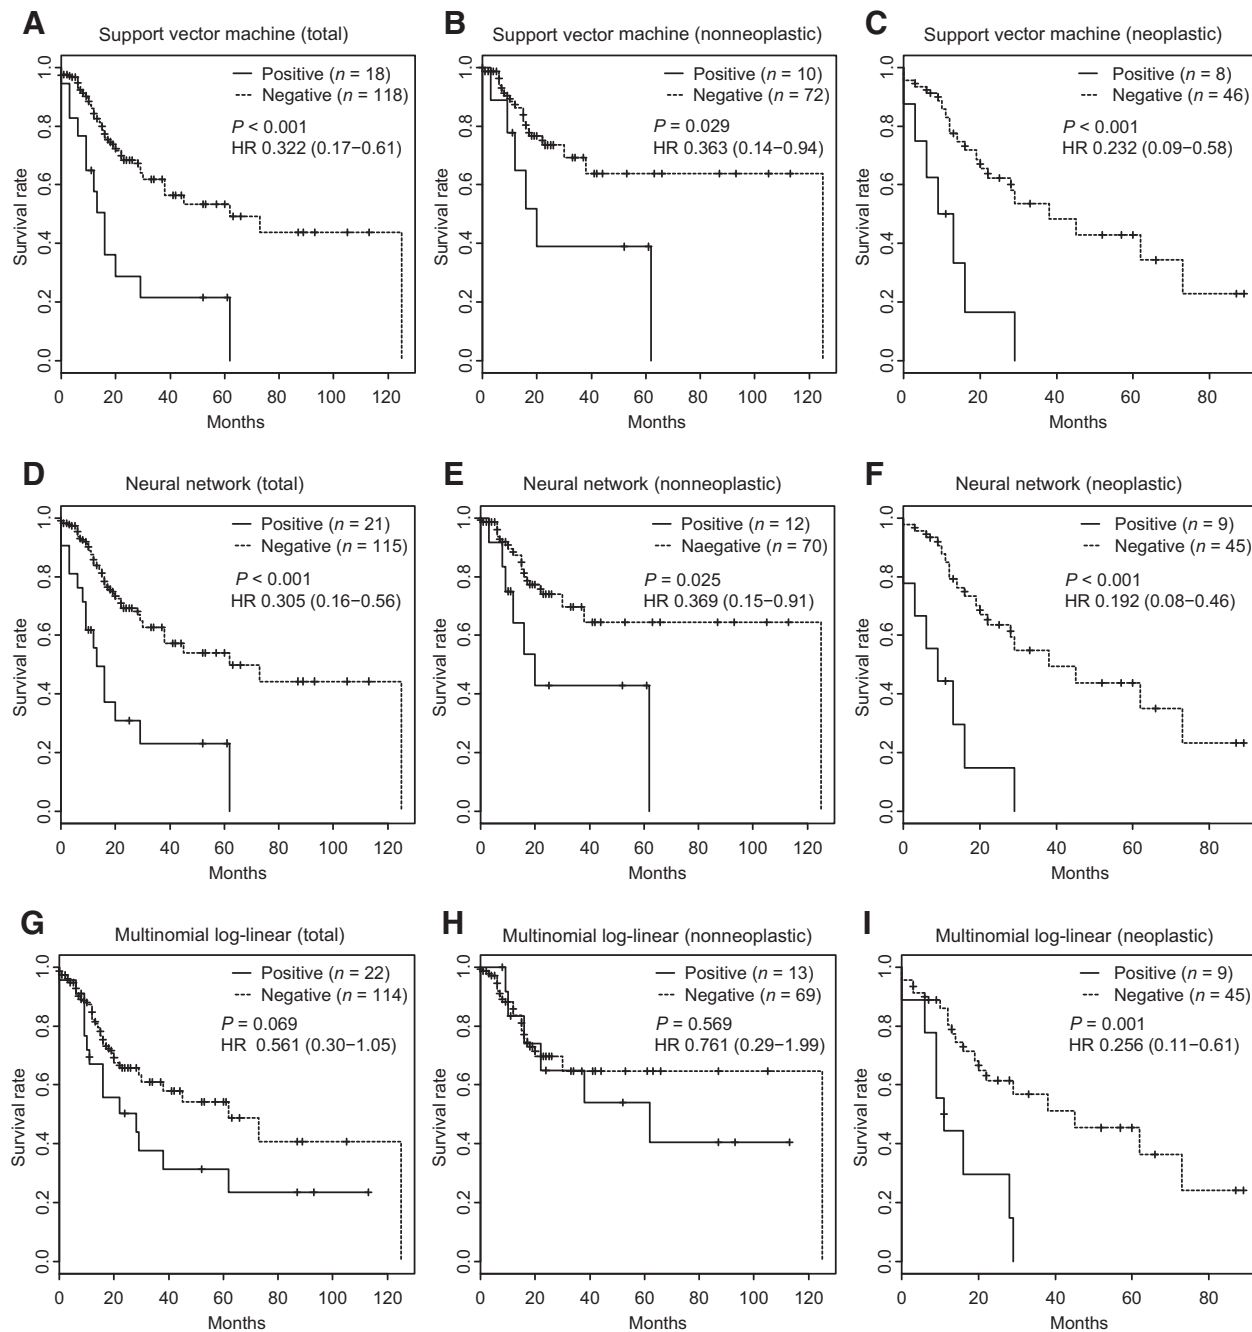 A
Support vector machine (total)
Positive (n = 18)
Negative (n = 118)
P < 0.001
HR 0.322 (0.17−0.61)
Survival rate
0.0 0.2 0.4 0.6 0.8 1.0
0 20 40 60 80 100 120
Months
B
Support vector machine (nonneoplastic)
Positive (n = 10)
Negative (n = 72)
P = 0.029
HR 0.363 (0.14−0.94)
Survival rate
0.0 0.2 0.4 0.6 0.8 1.0
0 20 40 60 80 100 120
Months
C
Support vector machine (neoplastic)
Positive (n = 8)
Negative (n = 46)
P < 0.001
HR 0.232 (0.09−0.58)
Survival rate
0.0 0.2 0.4 0.6 0.8 1.0
0 20 40 60 80
Months
D
Neural network (total)
Positive (n = 21)
Negative (n = 115)
P < 0.001
HR 0.305 (0.16−0.56)
Survival rate
0.0 0.2 0.4 0.6 0.8 1.0
0 20 40 60 80 100 120
Months
E
Neural network (nonneoplastic)
Positive (n = 12)
Naegative (n = 70)
P = 0.025
HR 0.369 (0.15−0.91)
Survival rate
0.0 0.2 0.4 0.6 0.8 1.0
0 20 40 60 80 100 120
Months
F
Neural network (neoplastic)
Positive (n = 9)
Negative (n = 45)
P < 0.001
HR 0.192 (0.08−0.46)
Survival rate
0.0 0.2 0.4 0.6 0.8 1.0
0 20 40 60 80
Months
G
Multinomial log-linear (total)
Positive (n = 22)
Negative (n = 114)
P = 0.069
HR 0.561 (0.30−1.05)
Survival rate
0.0 0.2 0.4 0.6 0.8 1.0
0 20 40 60 80 100 120
Months
H
Multinomial log-linear (nonneoplastic)
Positive (n = 13)
Negative (n = 69)
P = 0.569
HR 0.761 (0.29−1.99)
Survival rate
0.0 0.2 0.4 0.6 0.8 1.0
0 20 40 60 80 100 120
Months
I
Multinomial log-linear (neoplastic)
Positive (n = 9)
Negative (n = 45)
P = 0.001
HR 0.256 (0.11−0.61)
Survival rate
0.0 0.2 0.4 0.6 0.8 1.0
0 20 40 60 80
Months